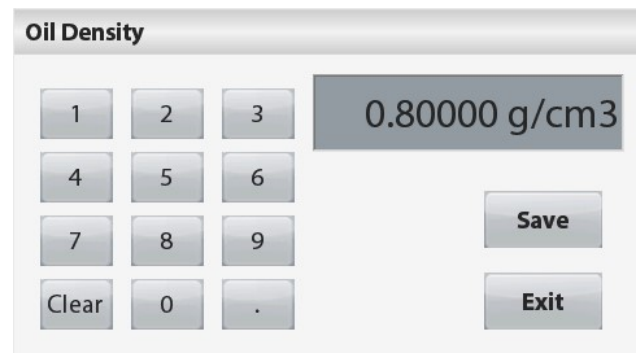 Oil Density
0.80000 g/cm3
1 2 3
4 5 6
7 8 9
Clear 0 .
Save
Exit